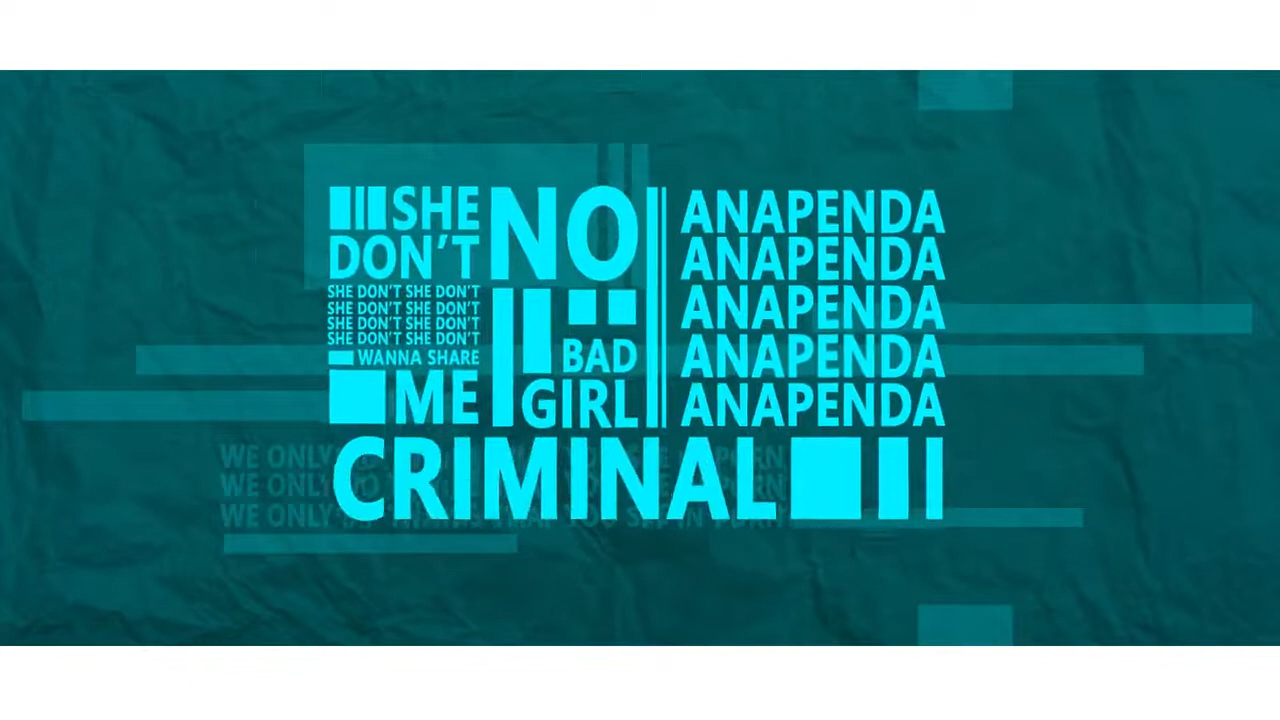 SHE
DON'T
SHE DON'T SHE DON'T
SHE DON'T SHE DON'T
SHE DON'T SHE DON'T
SHE DON'T SHE DON'T
WANNA SHARE
ME
NO
BAD
GIRL
ANAPENDA
ANAPENDA
ANAPENDA
ANAPENDA
ANAPENDA
CRIMINAL
WE ONLY
WE ONLY
WE ONLY